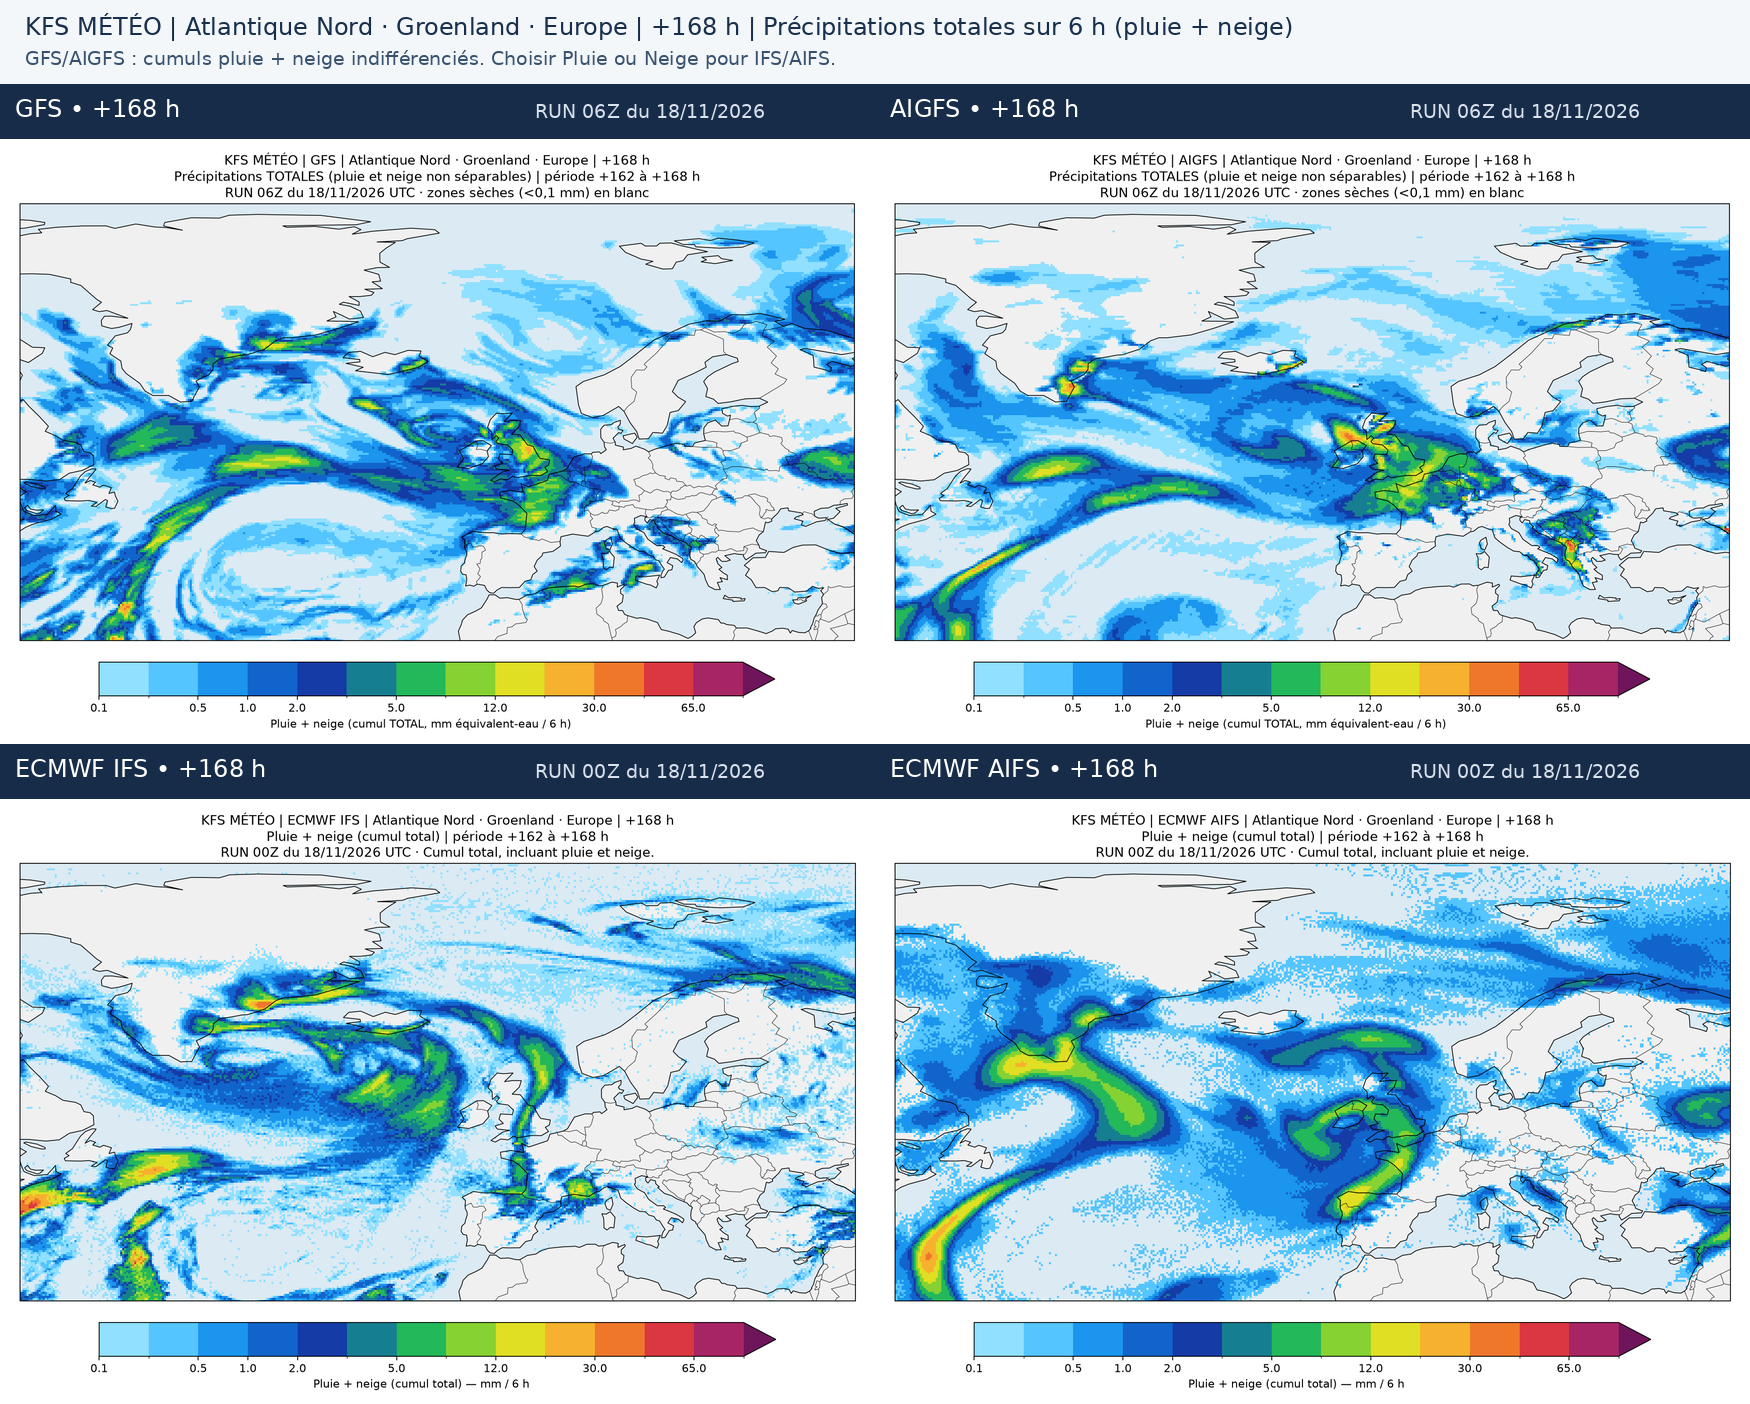 KFS MÉTÉO | Atlantique Nord · Groenland · Europe | +168 h | Précipitations totales sur 6 h (pluie + neige)
GFS/AIGFS : cumuls pluie + neige indifférenciés. Choisir Pluie ou Neige pour IFS/AIFS.
GFS • +168 h
RUN 06Z du 18/11/2026
AIGFS • +168 h
RUN 06Z du 18/11/2026
KFS MÉTÉO | GFS | Atlantique Nord · Groenland · Europe | +168 h
Précipitations TOTALES (pluie et neige non séparables) | période +162 à +168 h
RUN 06Z du 18/11/2026 UTC · zones sèches (<0,1 mm) en blanc
KFS MÉTÉO | AIGFS | Atlantique Nord · Groenland · Europe | +168 h
Précipitations TOTALES (pluie et neige non séparables) | période +162 à +168 h
RUN 06Z du 18/11/2026 UTC · zones sèches (<0,1 mm) en blanc
0.1 0.5 1.0 2.0 5.0 12.0 30.0 65.0
Pluie + neige (cumul TOTAL, mm équivalent-eau / 6 h)
0.1 0.5 1.0 2.0 5.0 12.0 30.0 65.0
Pluie + neige (cumul TOTAL, mm équivalent-eau / 6 h)
ECMWF IFS • +168 h
RUN 00Z du 18/11/2026
ECMWF AIFS • +168 h
RUN 00Z du 18/11/2026
KFS MÉTÉO | ECMWF IFS | Atlantique Nord · Groenland · Europe | +168 h
Pluie + neige (cumul total) | période +162 à +168 h
RUN 00Z du 18/11/2026 UTC · Cumul total, incluant pluie et neige.
KFS MÉTÉO | ECMWF AIFS | Atlantique Nord · Groenland · Europe | +168 h
Pluie + neige (cumul total) | période +162 à +168 h
RUN 00Z du 18/11/2026 UTC · Cumul total, incluant pluie et neige.
0.1 0.5 1.0 2.0 5.0 12.0 30.0 65.0
Pluie + neige (cumul total) — mm / 6 h
0.1 0.5 1.0 2.0 5.0 12.0 30.0 65.0
Pluie + neige (cumul total) — mm / 6 h